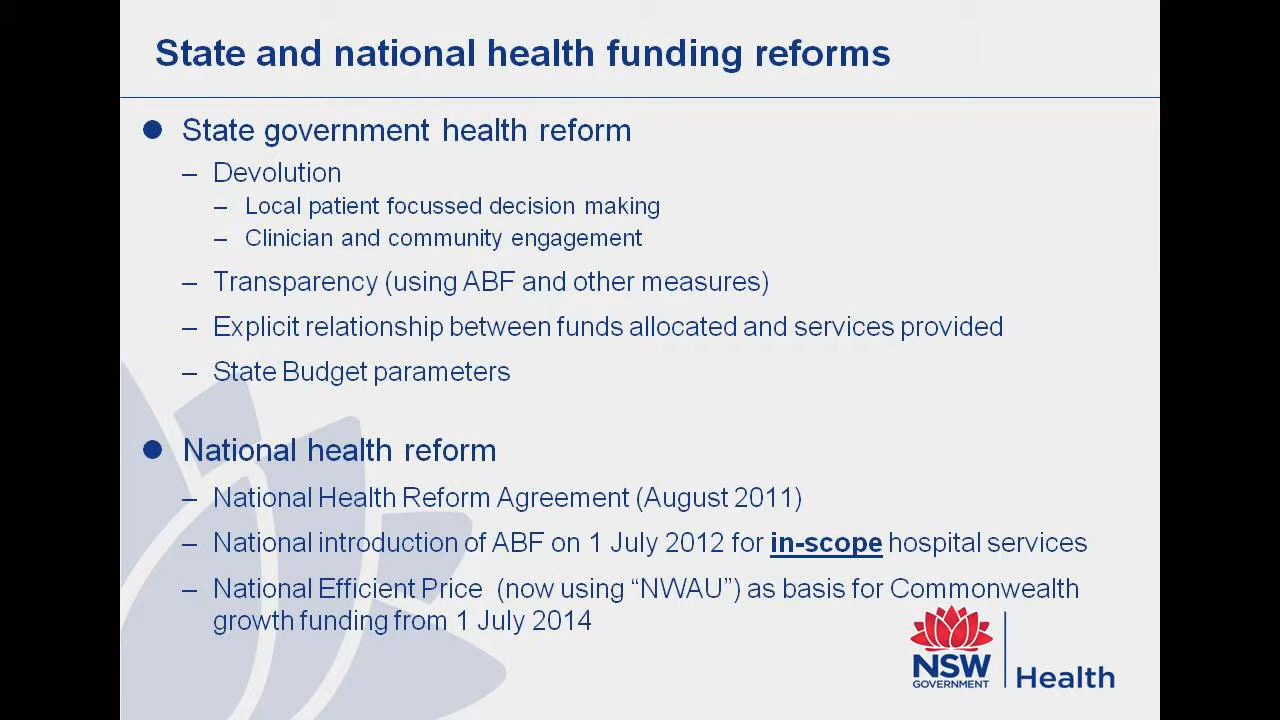 State and national health funding reforms
● State government health reform
– Devolution
– Local patient focussed decision making
– Clinician and community engagement
– Transparency (using ABF and other measures)
– Explicit relationship between funds allocated and services provided
– State Budget parameters
● National health reform
– National Health Reform Agreement (August 2011)
– National introduction of ABF on 1 July 2012 for in-scope hospital services
– National Efficient Price (now using “NWAU”) as basis for Commonwealth
growth funding from 1 July 2014
NSW
GOVERNMENT
Health